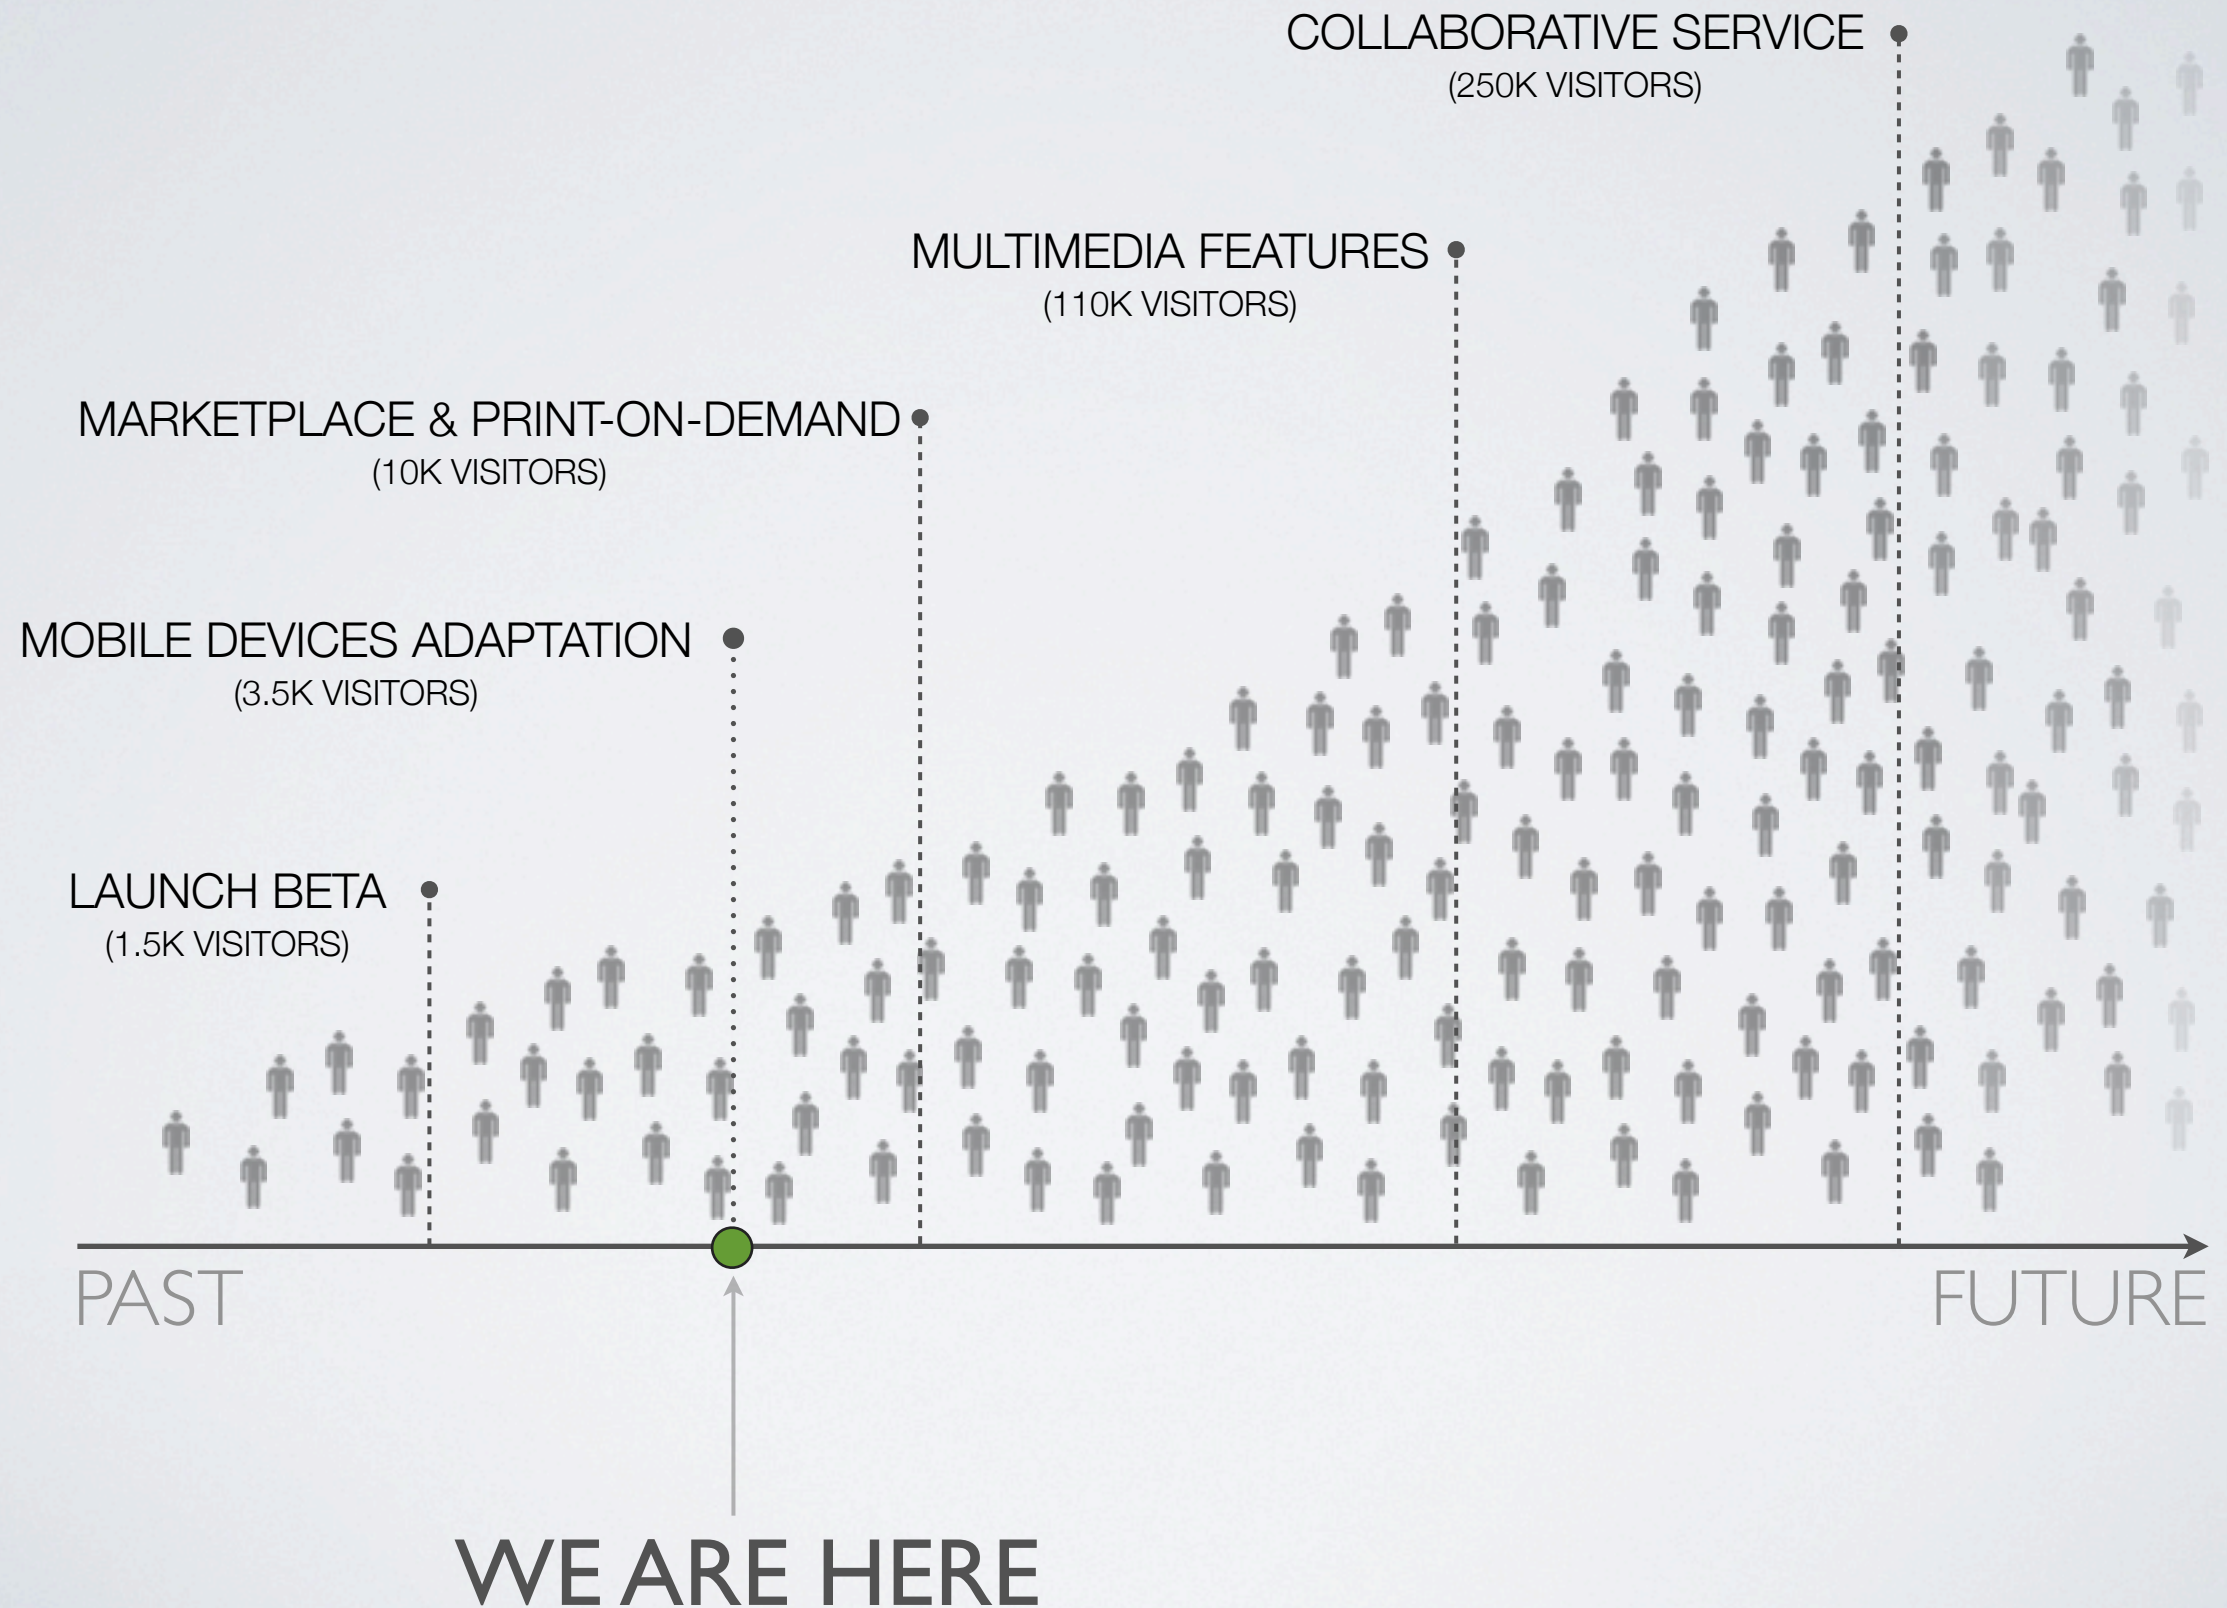 COLLABORATIVE SERVICE
(250K VISITORS)
MULTIMEDIA FEATURES
(110K VISITORS)
MARKETPLACE & PRINT-ON-DEMAND
(10K VISITORS)
MOBILE DEVICES ADAPTATION
(3.5K VISITORS)
LAUNCH BETA
(1.5K VISITORS)
PAST
FUTURE
WE ARE HERE